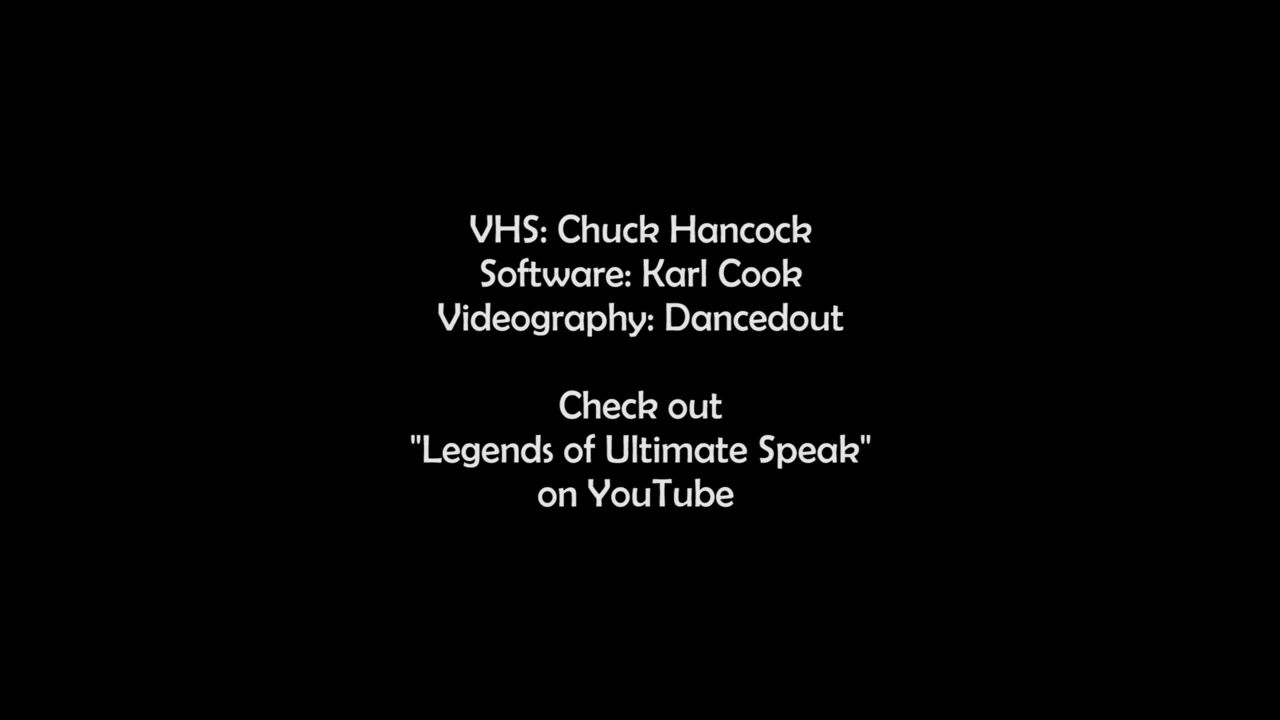 VHS: Chuck Hancock
Software: Karl Cook
Videography: Dancedout
Check out
"Legends of Ultimate Speak"
on YouTube